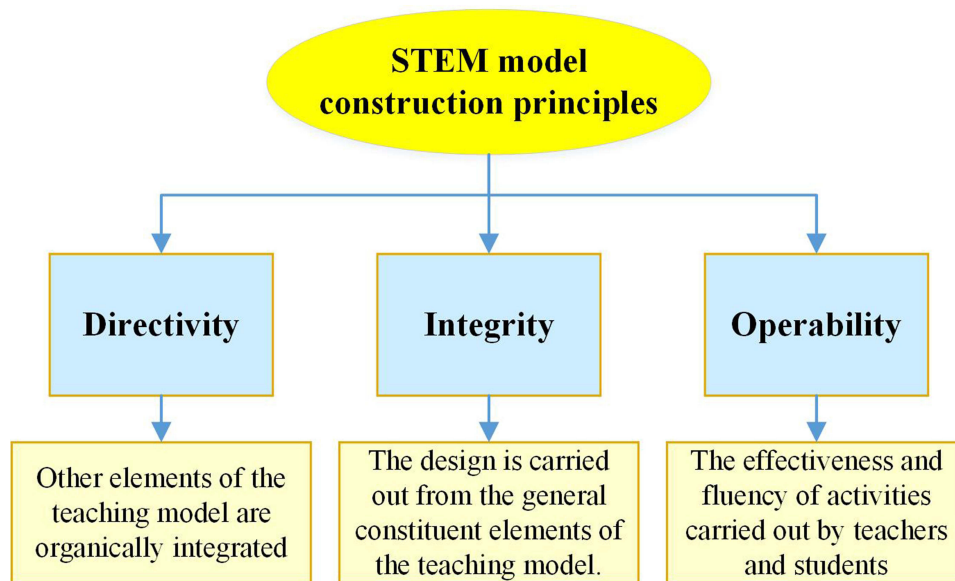 STEM model
construction principles
Directivity
Integrity
Operability
Other elements of the
teaching model are
organically integrated
The design is carried
out from the general
constituent elements of
the teaching model.
The effectiveness and
fluency of activities
carried out by teachers
and students